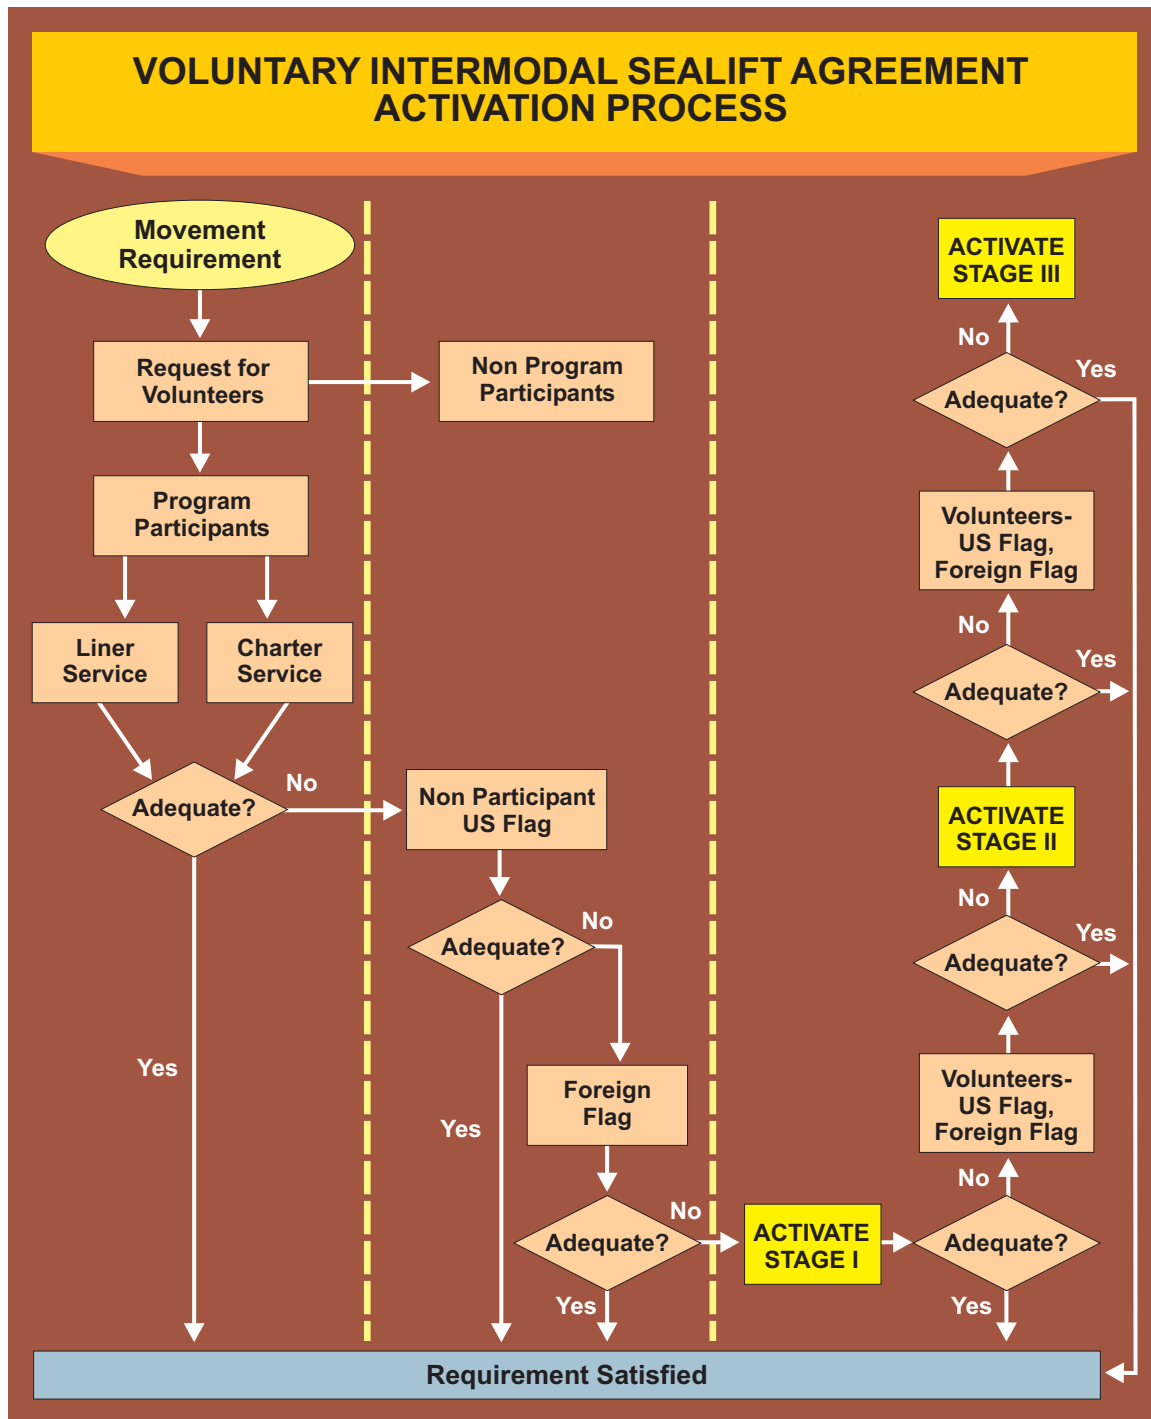 VOLUNTARY INTERMODAL SEALIFT AGREEMENT
ACTIVATION PROCESS
Movement
Requirement
Request for
Volunteers
Non Program
Participants
Program
Participants
Liner
Service
Charter
Service
Adequate?
No
Yes
Non Participant
US Flag
Adequate?
No
Yes
Foreign
Flag
Adequate?
No
Yes
ACTIVATE
STAGE I
Adequate?
Yes
No
Volunteers-
US Flag,
Foreign Flag
Adequate?
Yes
No
ACTIVATE
STAGE II
Adequate?
Yes
No
Volunteers-
US Flag,
Foreign Flag
Adequate?
Yes
No
ACTIVATE
STAGE III
Requirement Satisfied